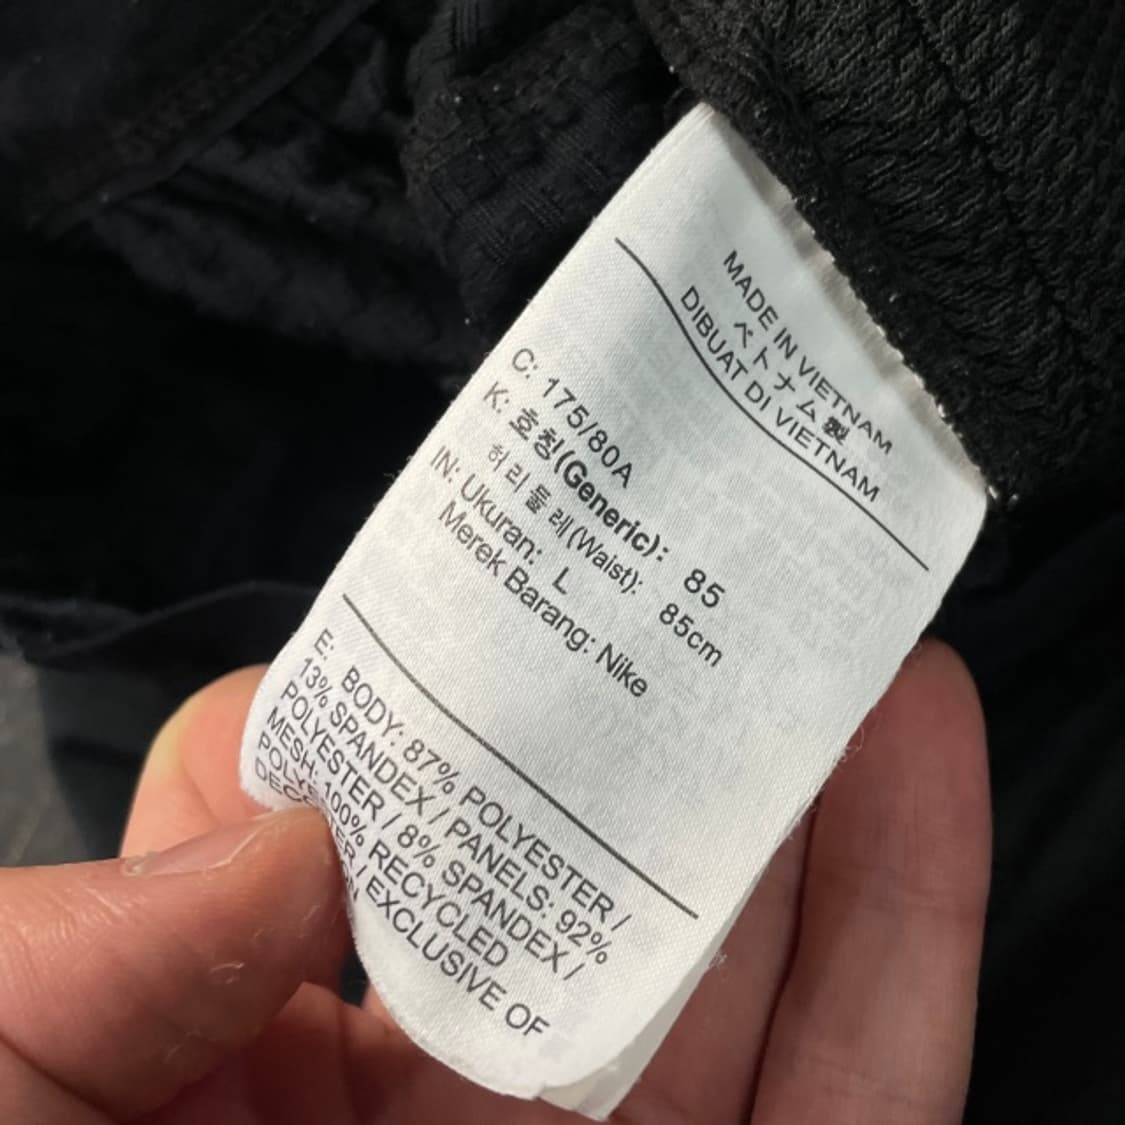 MADE IN VIETNAM
ベトナム製
DIBUAT DI VIETNAM
C: 175/80A
K: 호칭(Generic): 85
허리둘레(Waist): 85cm
IN: Ukuran: L
Merek Barang: Nike
E: BODY: 87% POLYESTER /
13% SPANDEX / PANELS: 92%
POLYESTER / 8% SPANDEX /
MESH: 100% RECYCLED
POLYESTER / EXCLUSIVE OF